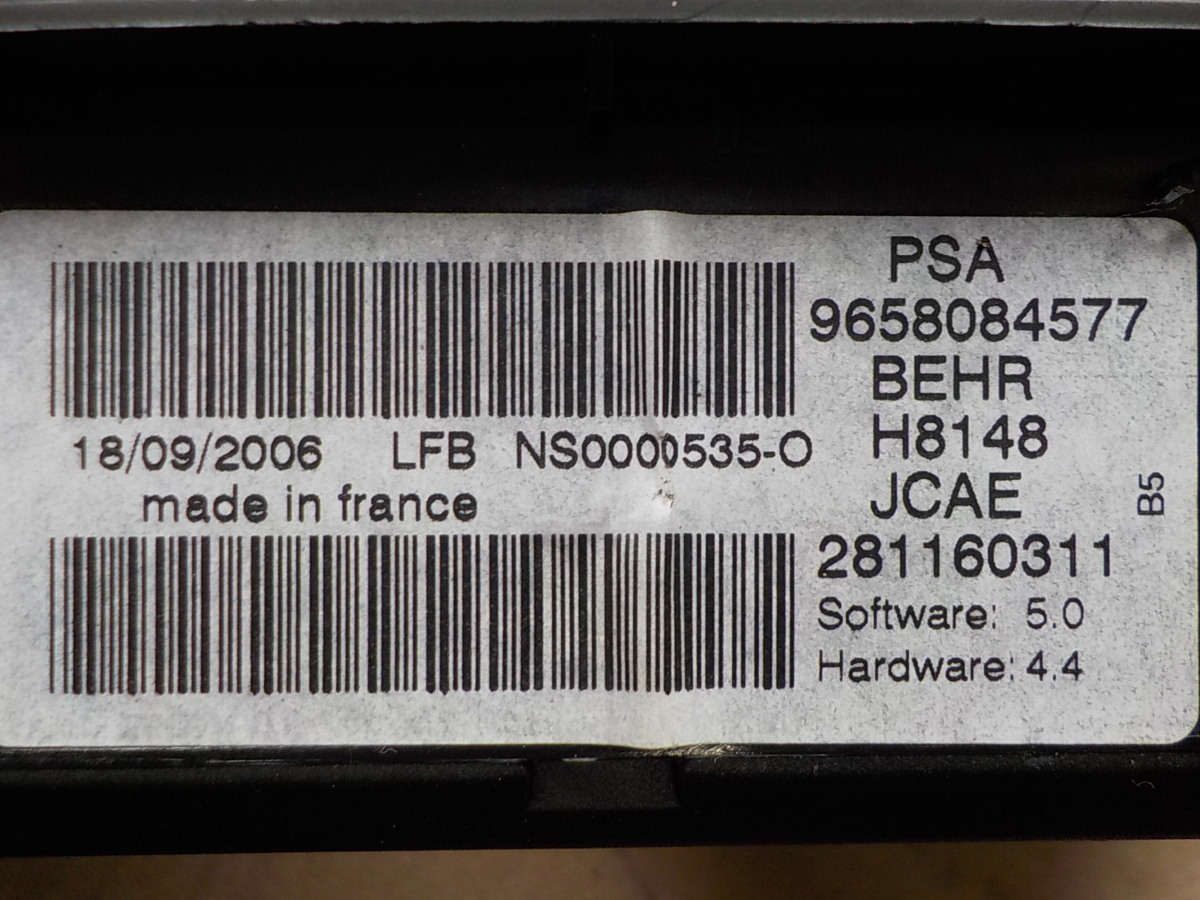 PSA
9658084577
BEHR
H8148
JCAE
281160311
Software: 5.0
Hardware: 4.4
B5
18/09/2006 LFB NS0000535-O
made in france